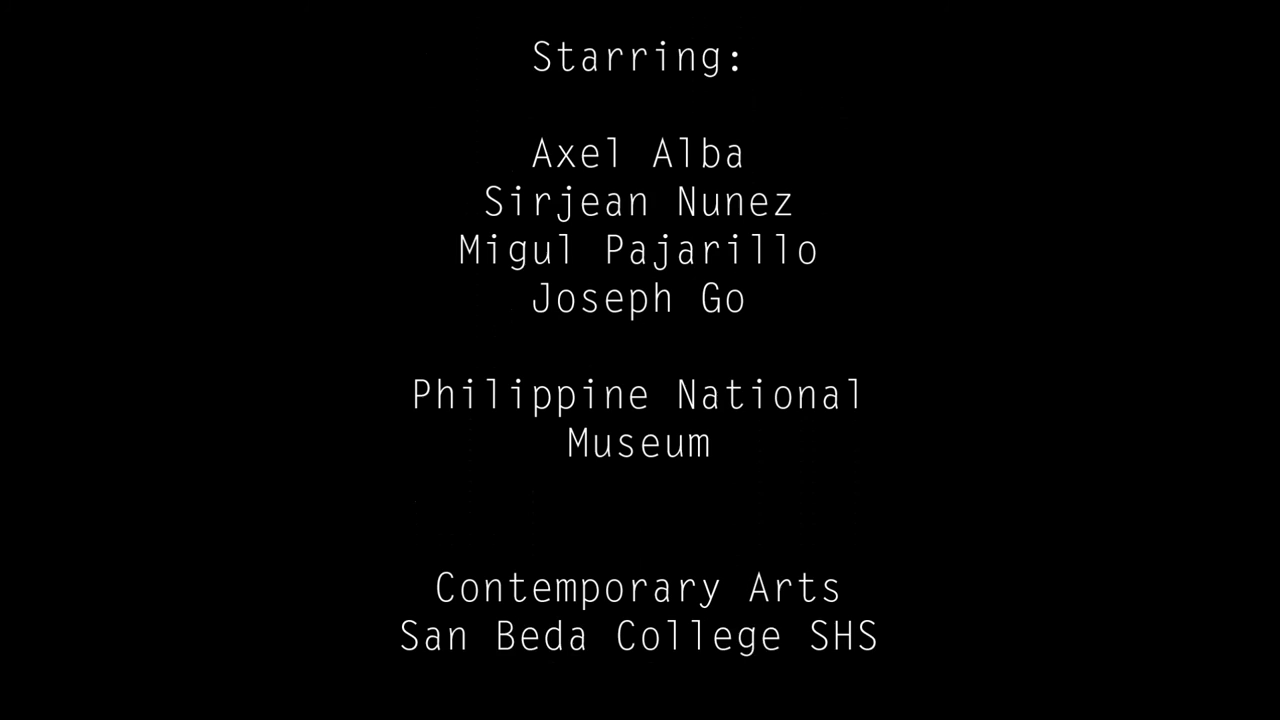 Starring:
Axel Alba
Sirjean Nunez
Migul Pajarillo
Joseph Go
Philippine National
Museum
Contemporary Arts
San Beda College SHS